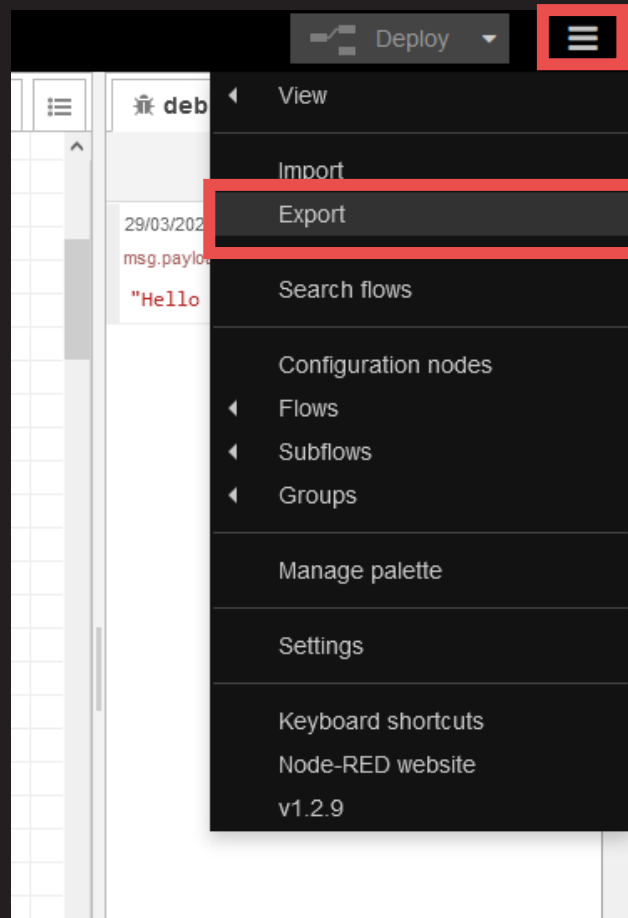 Deploy
deb
View
Import
29/03/202
Export
msg.paylo
"Hello
Search flows
Configuration nodes
Flows
Subflows
Groups
Manage palette
Settings
Keyboard shortcuts
Node-RED website
v1.2.9